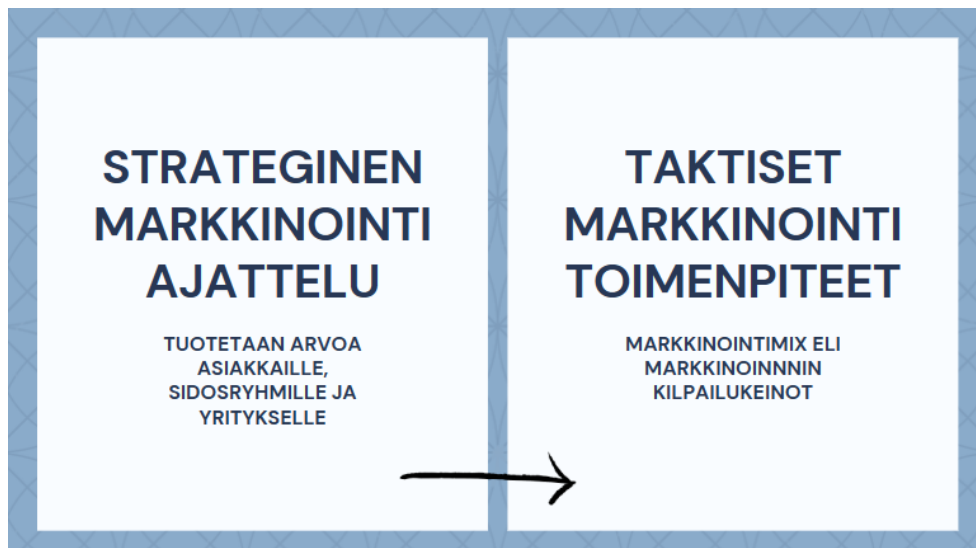 STRATEGINEN
MARKKINOINTI
AJATTELU
TUOTETAAN ARVOA
ASIAKKAILLE,
SIDOSRYHMILLE JA
YRITYKSELLE
TAKTISET
MARKKINOINTI
TOIMENPITEET
MARKKINOINTIMIX ELI
MARKKINOINNNIN
KILPAILUKEINOT